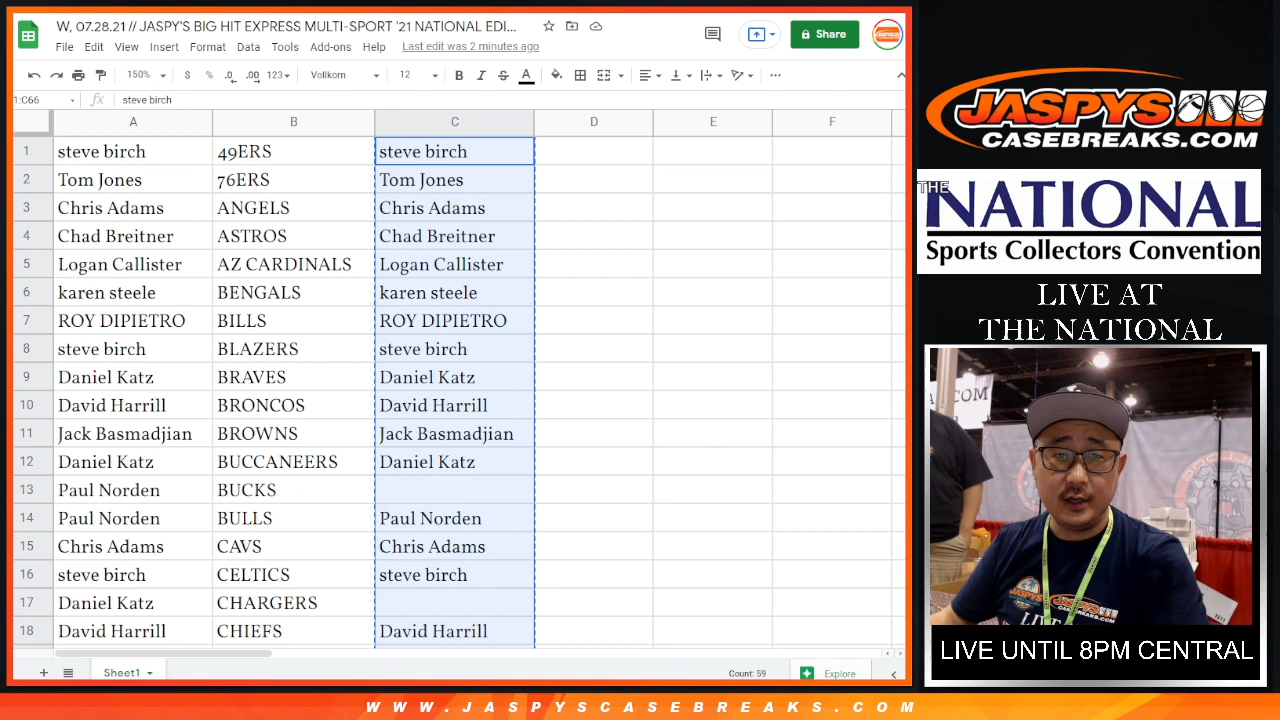 W, 07.28.21 // JASPY'S BIG HIT EXPRESS MULTI-SPORT '21 NATIONAL EDI...
Share
File Edit View Insert Format Data Tools Add-ons Help Last edit was 2 minutes ago
150% $ % .0 .00 123 Vollkorn 12 B I S A
1:C66 fx steve birch
A B C D E F
1 steve birch 49ERS steve birch
2 Tom Jones 76ERS Tom Jones
3 Chris Adams ANGELS Chris Adams
4 Chad Breitner ASTROS Chad Breitner
5 Logan Callister AZ CARDINALS Logan Callister
6 karen steele BENGALS karen steele
7 ROY DIPIETRO BILLS ROY DIPIETRO
8 steve birch BLAZERS steve birch
9 Daniel Katz BRAVES Daniel Katz
10 David Harrill BRONCOS David Harrill
11 Jack Basmadjian BROWNS Jack Basmadjian
12 Daniel Katz BUCCANEERS Daniel Katz
13 Paul Norden BUCKS
14 Paul Norden BULLS Paul Norden
15 Chris Adams CAVS Chris Adams
16 steve birch CELTICS steve birch
17 Daniel Katz CHARGERS
18 David Harrill CHIEFS David Harrill
Sheet1 Count: 59 Explore
JASPYS
CASEBREAKS.COM
THE
NATIONAL
Sports Collectors Convention
LIVE AT
THE NATIONAL
.COM
JASPYS
CASEBREAKS.COM
LIVE UNTIL 8PM CENTRAL
WWW.JASPYSCASEBREAKS.COM